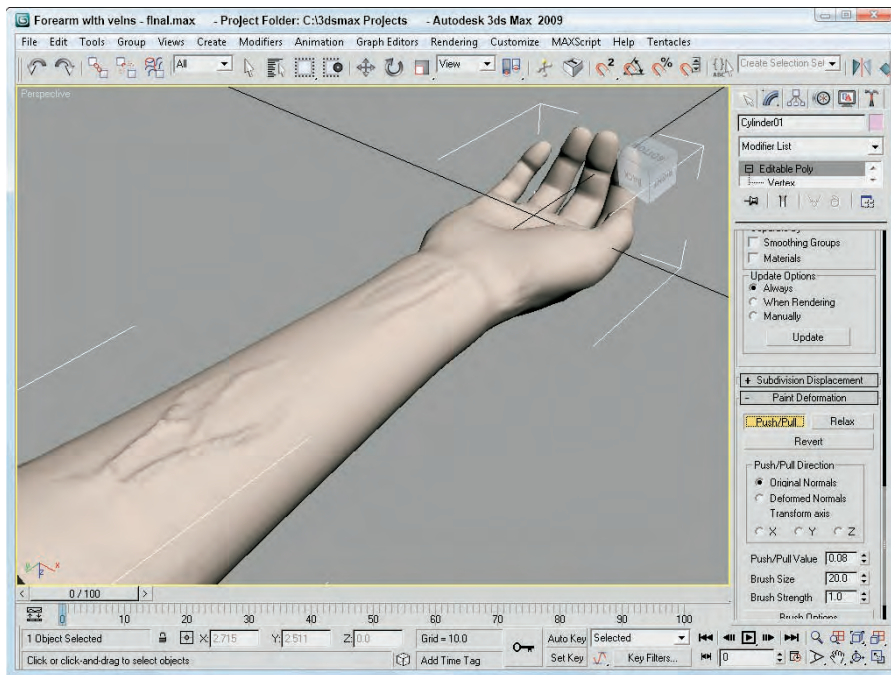 Forearm with veins - final.max - Project Folder: C:\3dsmax Projects - Autodesk 3ds Max 2009
File Edit Tools Group Views Create Modifiers Animation Graph Editors Rendering Customize MAXScript Help Tentacles
All View Create Selection Set
Perspective
Cylinder01
Modifier List
Editable Poly
Vertex
Separate By
Smoothing Groups
Materials
Update Options
Always
When Rendering
Manually
Update
+ Subdivision Displacement
- Paint Deformation
Push/Pull Relax
Revert
Push/Pull Direction
Original Normals
Deformed Normals
Transform axis
X Y Z
Push/Pull Value 0.08
Brush Size 20.0
Brush Strength 1.0
Brush Options
x
z
< 0 / 100 >
0 10 20 30 40 50 60 70 80 90 100
1 Object Selected X: 2.715 Y: 2.511 Z: 0.0 Grid = 10.0 Auto Key Selected
Click or click-and-drag to select objects Add Time Tag Set Key Key Filters... 0